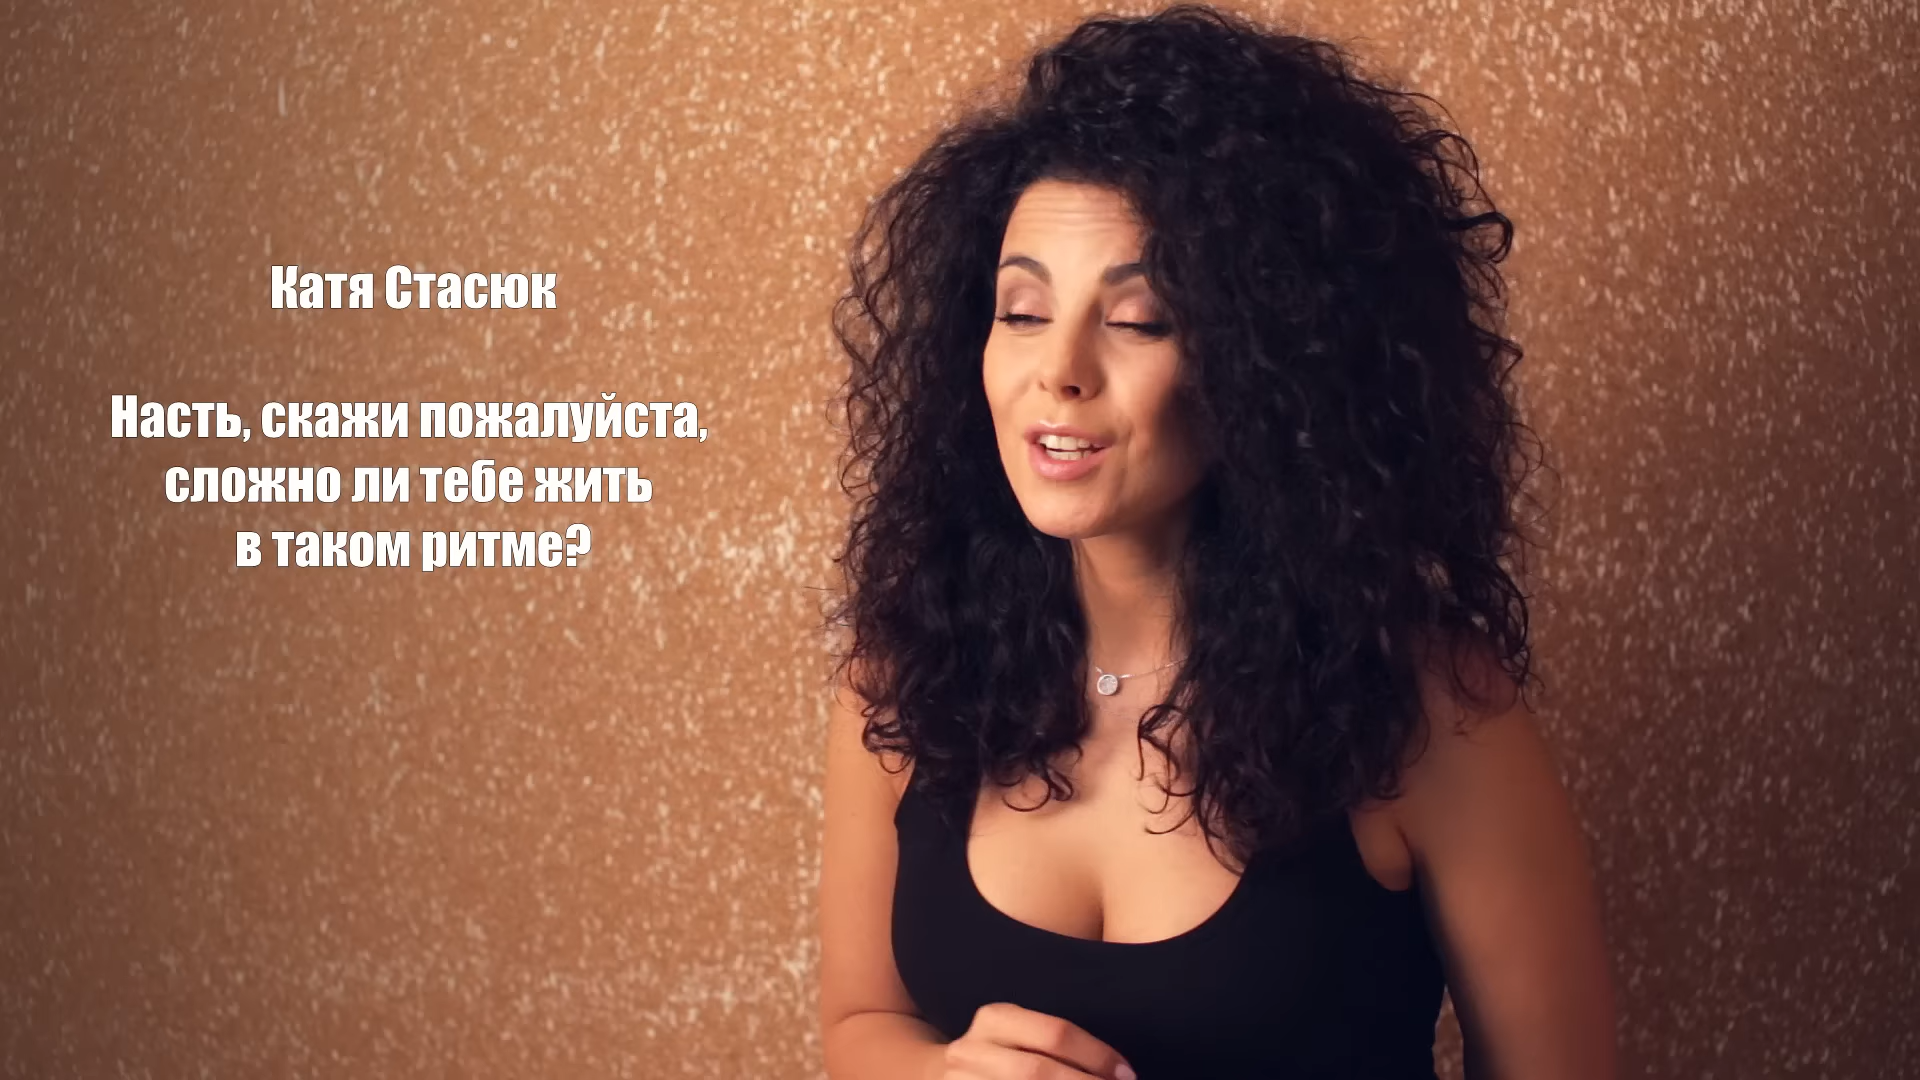 Катя Стасюк
Насть, скажи пожалуйста,
сложно ли тебе жить
в таком ритме?